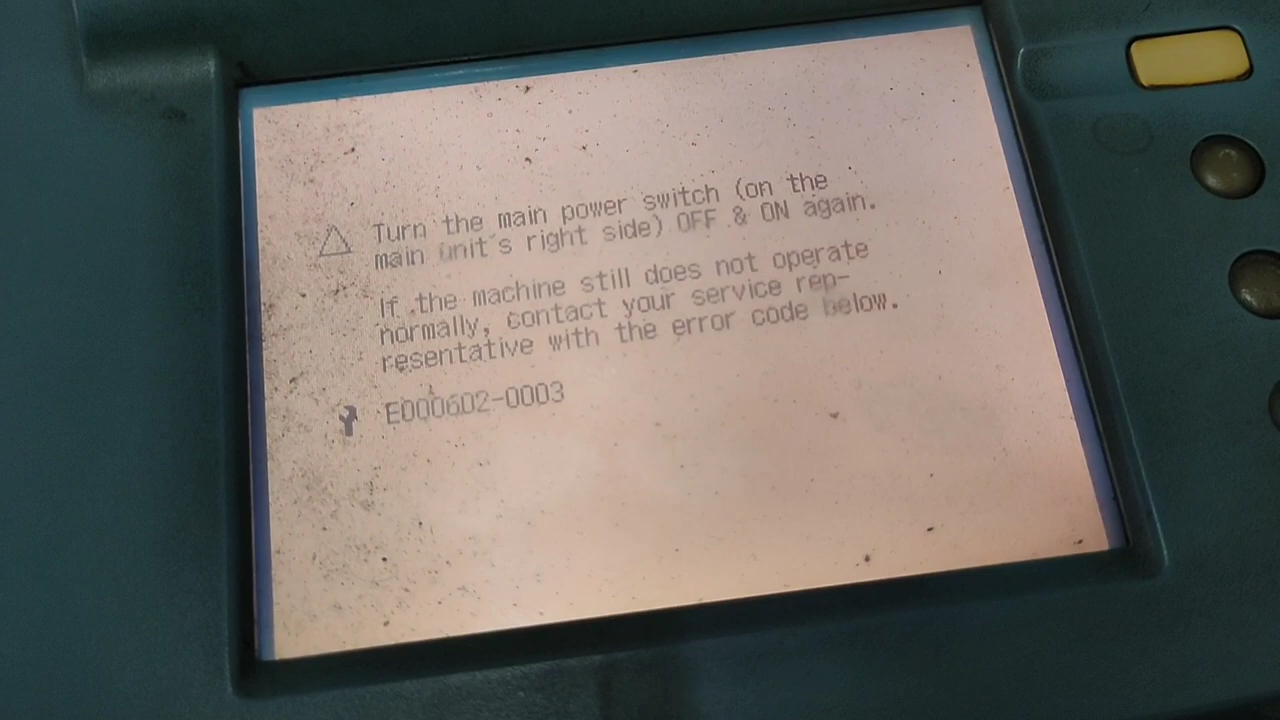 Turn the main power switch (on the
main unit's right side) OFF & ON again.
If the machine still does not operate
normally, contact your service rep-
resentative with the error code below.
E000602-0003